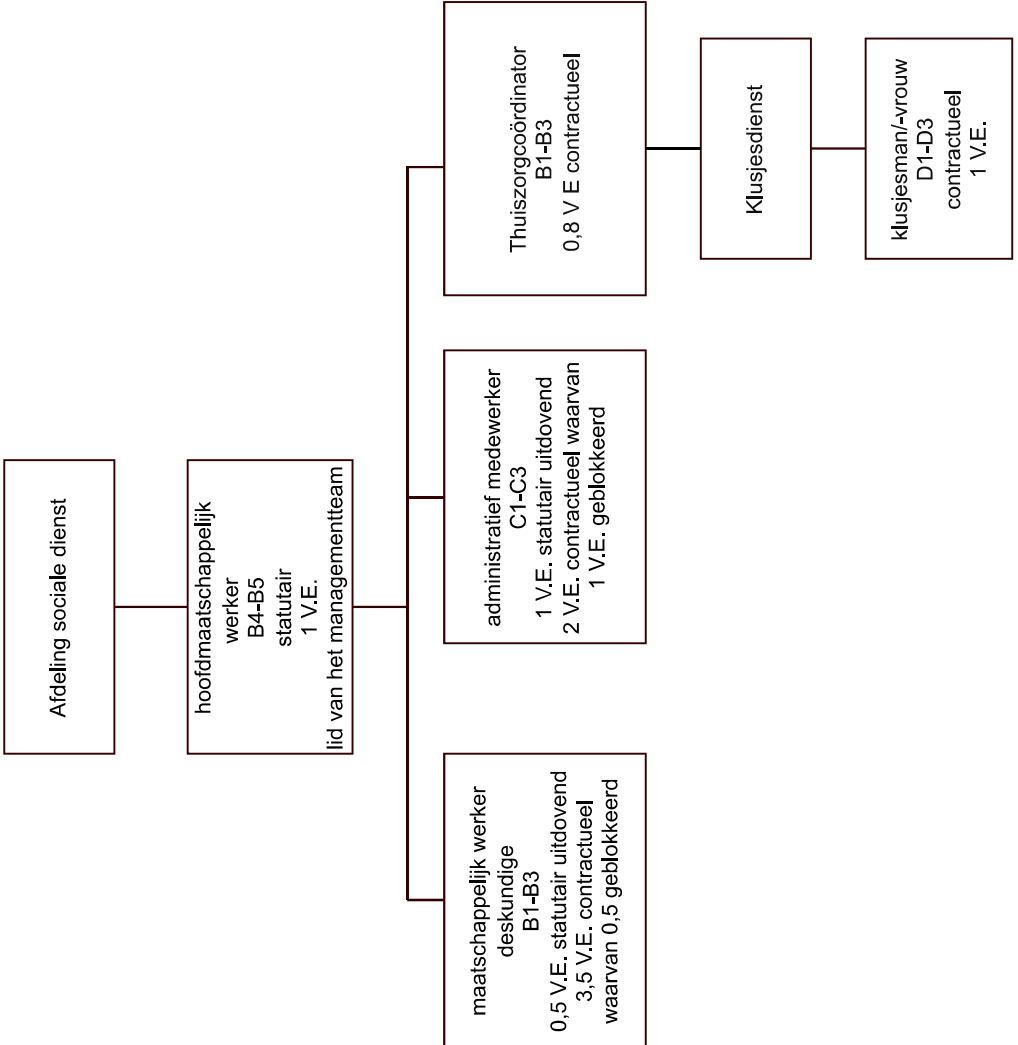 Afdeling sociale dienst
hoofdmaatschappelijk
werker
B4-B5
statutair
1 V.E.
lid van het managementteam
maatschappelijk werker
deskundige
B1-B3
0,5 V.E. statutair uitdovend
3,5 V.E. contractueel
waarvan 0,5 geblokkeerd
administratief medewerker
C1-C3
1 V.E. statutair uitdovend
2 V.E. contractueel waarvan
1 V.E. geblokkeerd
Thuiszorgcoördinator
B1-B3
0,8 V E contractueel
Klusjesdienst
klusjesman/-vrouw
D1-D3
contractueel
1 V.E.